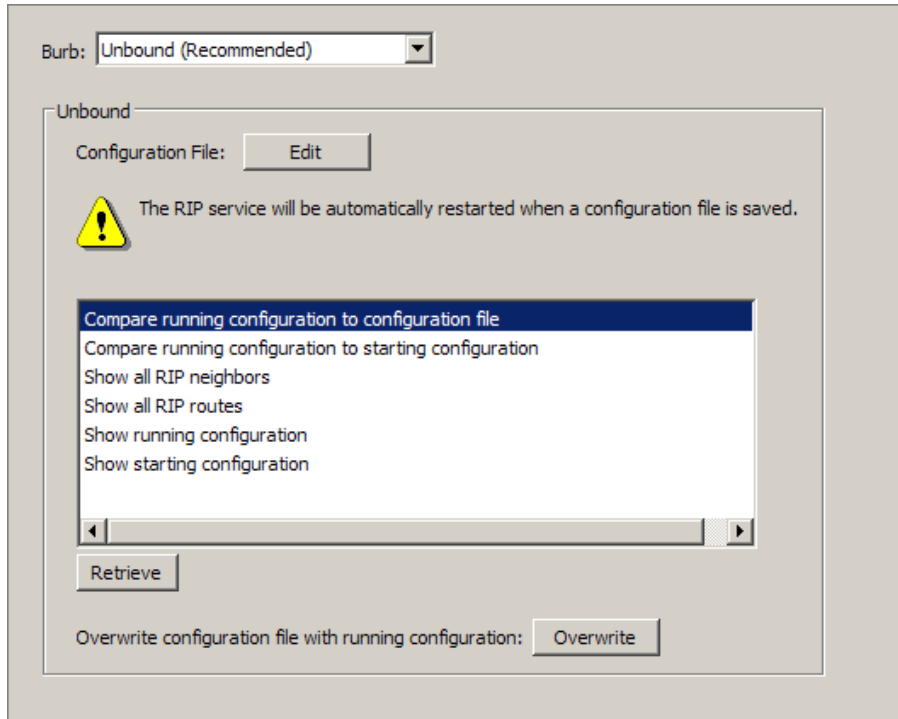 Burb: Unbound (Recommended)
Unbound
Configuration File: Edit
The RIP service will be automatically restarted when a configuration file is saved.
Compare running configuration to configuration file
Compare running configuration to starting configuration
Show all RIP neighbors
Show all RIP routes
Show running configuration
Show starting configuration
Retrieve
Overwrite configuration file with running configuration: Overwrite